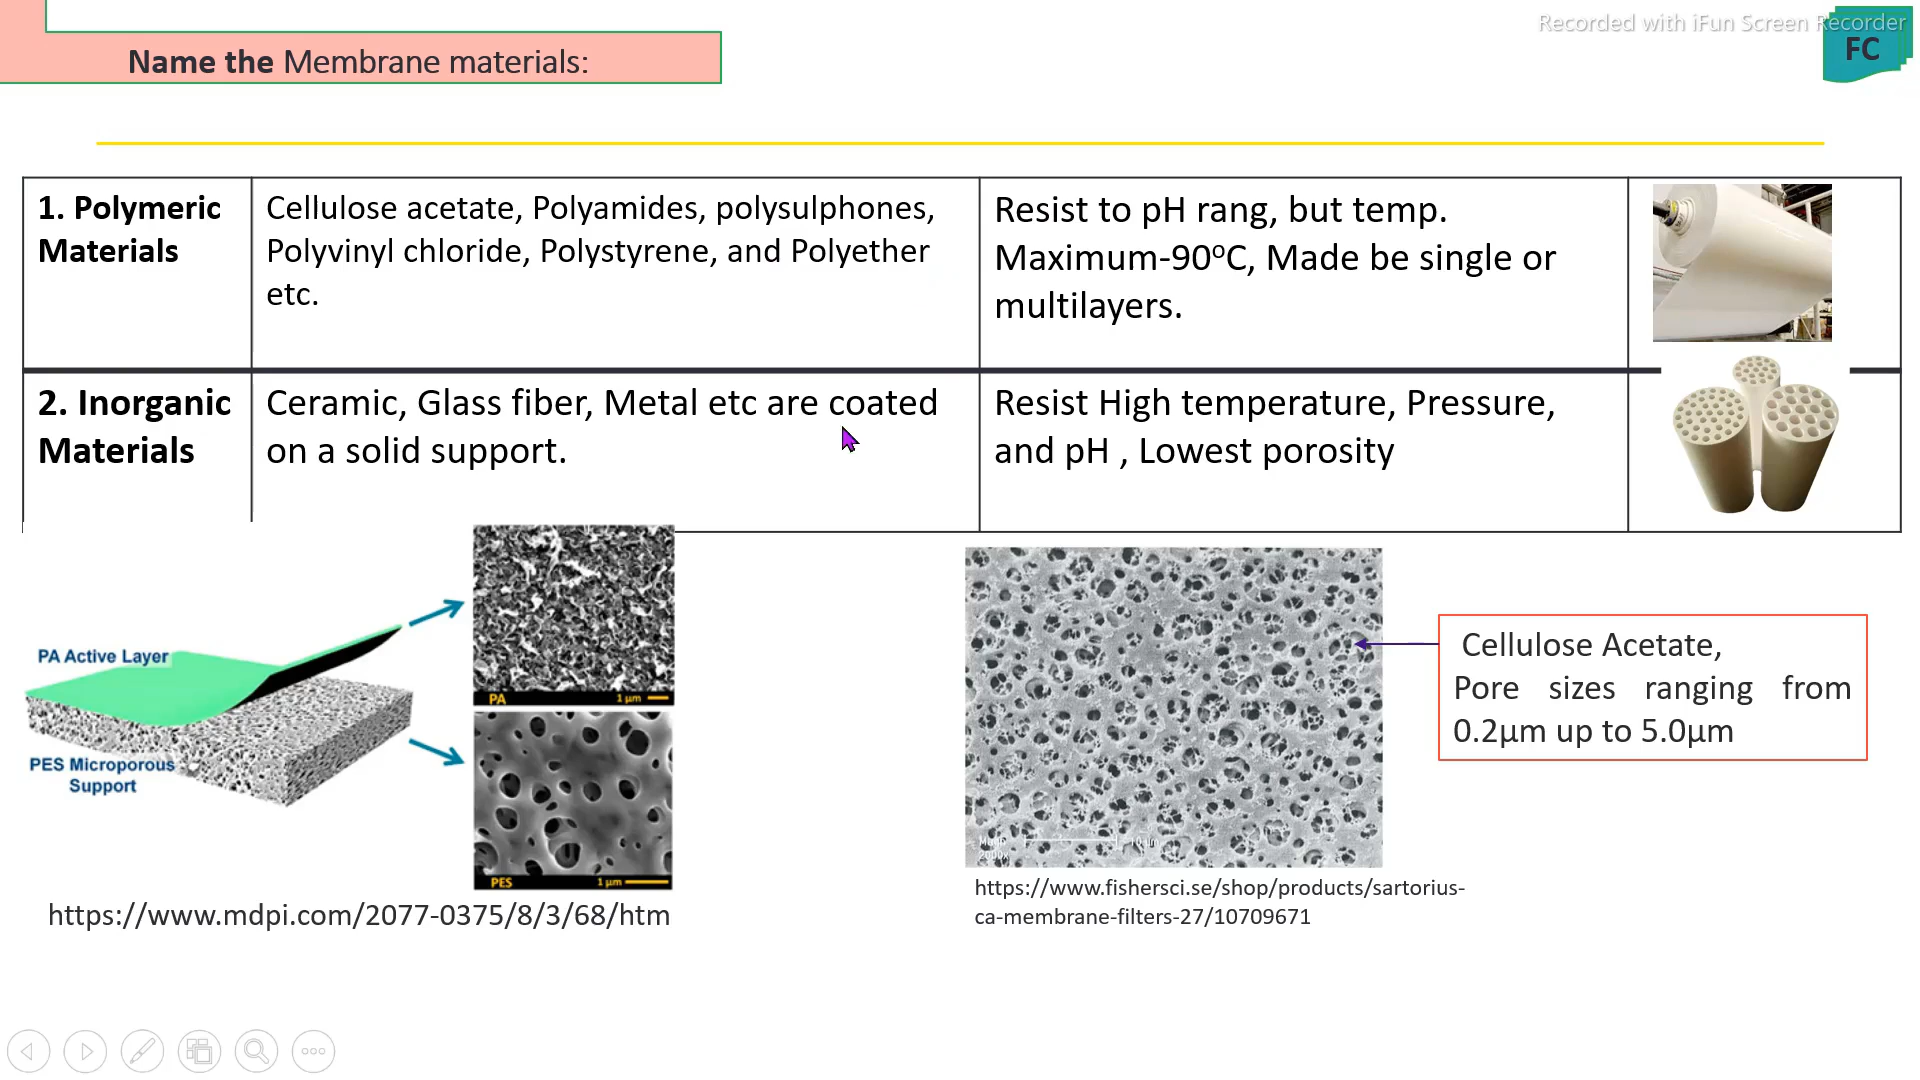 Recorded with iFun Screen Recorder
FC
Name the Membrane materials:
1. Polymeric
Materials
Cellulose acetate, Polyamides, polysulphones,
Polyvinyl chloride, Polystyrene, and Polyether
etc.
Resist to pH rang, but temp.
Maximum-90°C, Made be single or
multilayers.
2. Inorganic
Materials
Ceramic, Glass fiber, Metal etc are coated
on a solid support.
Resist High temperature, Pressure,
and pH , Lowest porosity
PA Active Layer
PES Microporous
Support
PA 1 µm
PES 1 µm
https://www.mdpi.com/2077-0375/8/3/68/htm
Magn
2000x
10 µm
https://www.fishersci.se/shop/products/sartorius-
ca-membrane-filters-27/10709671
Cellulose Acetate,
Pore sizes ranging from
0.2µm up to 5.0µm